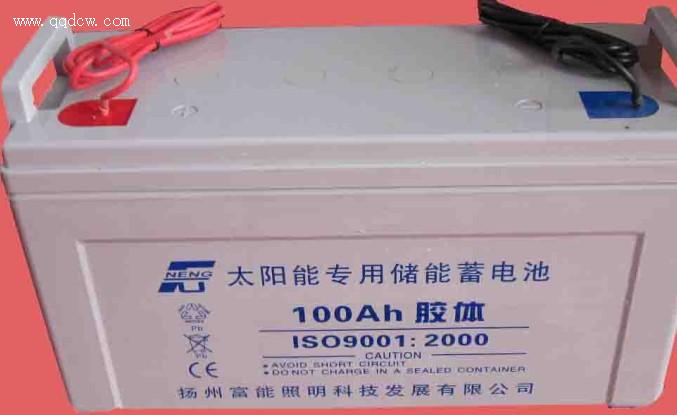 www.qqdcw.com
NENG
太阳能专用储能蓄电池
100Ah 胶体
Pb
ISO9001: 2000
Pb
CAUTION
AVOID SHORT CIRCUIT
DO NOT CHARGE IN A SEALED CONTAINER
CE
扬州富能照明科技发展有限公司